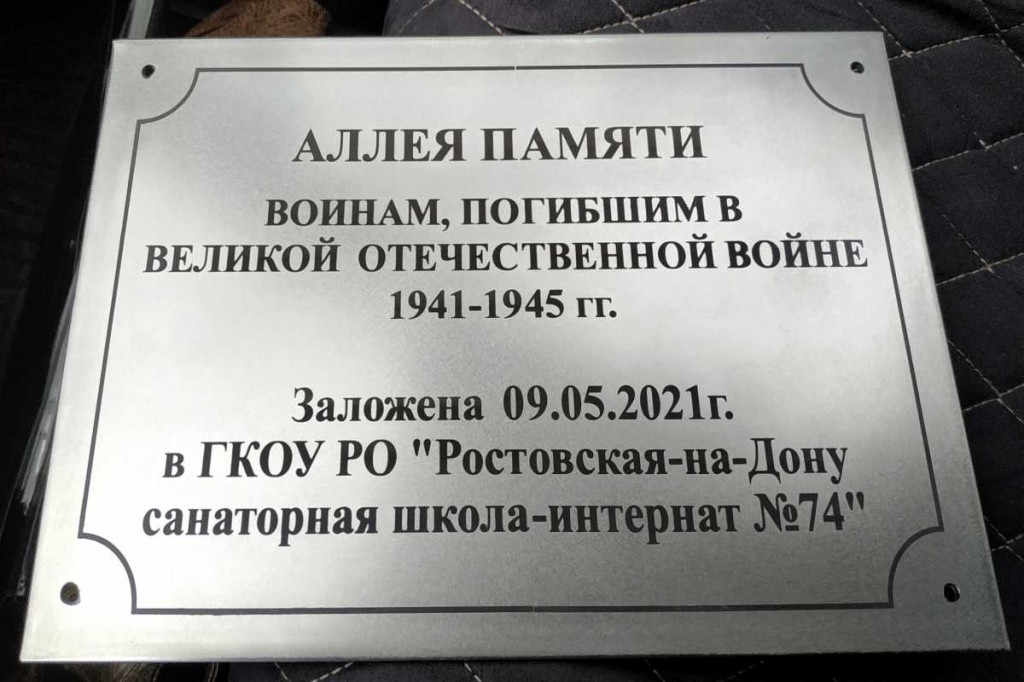 АЛЛЕЯ ПАМЯТИ
ВОИНАМ, ПОГИБШИМ В
ВЕЛИКОЙ ОТЕЧЕСТВЕННОЙ ВОЙНЕ
1941-1945 гг.
Заложена 09.05.2021г.
в ГКОУ РО "Ростовская-на-Дону
санаторная школа-интернат №74"